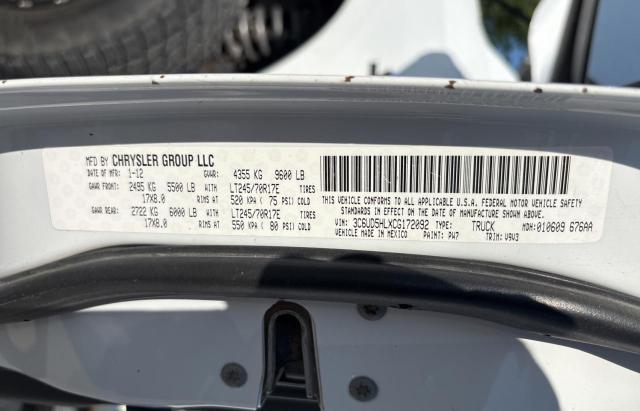 MFD BY CHRYSLER GROUP LLC
DATE OF MFR: 1-12 GVWR: 4355 KG 9600 LB
GAWR FRONT: 2495 KG 5500 LB WITH LT245/70R17E TIRES
17X8.0 RIMS AT 520 KPA ( 75 PSI) COLD
GAWR REAR: 2722 KG 6000 LB WITH LT245/70R17E TIRES
17X8.0 RIMS AT 550 KPA ( 80 PSI) COLD
THIS VEHICLE CONFORMS TO ALL APPLICABLE U.S.A. FEDERAL MOTOR VEHICLE
SAFETY STANDARDS IN EFFECT ON THE DATE OF MANUFACTURE SHOWN ABOVE
VIN: 3C6UD5HLXCG172092 TYPE: TRUCK MDH: 010609 676AA
VEHICLE MADE IN MEXICO PAINT: PW7 TRIM: V9V3